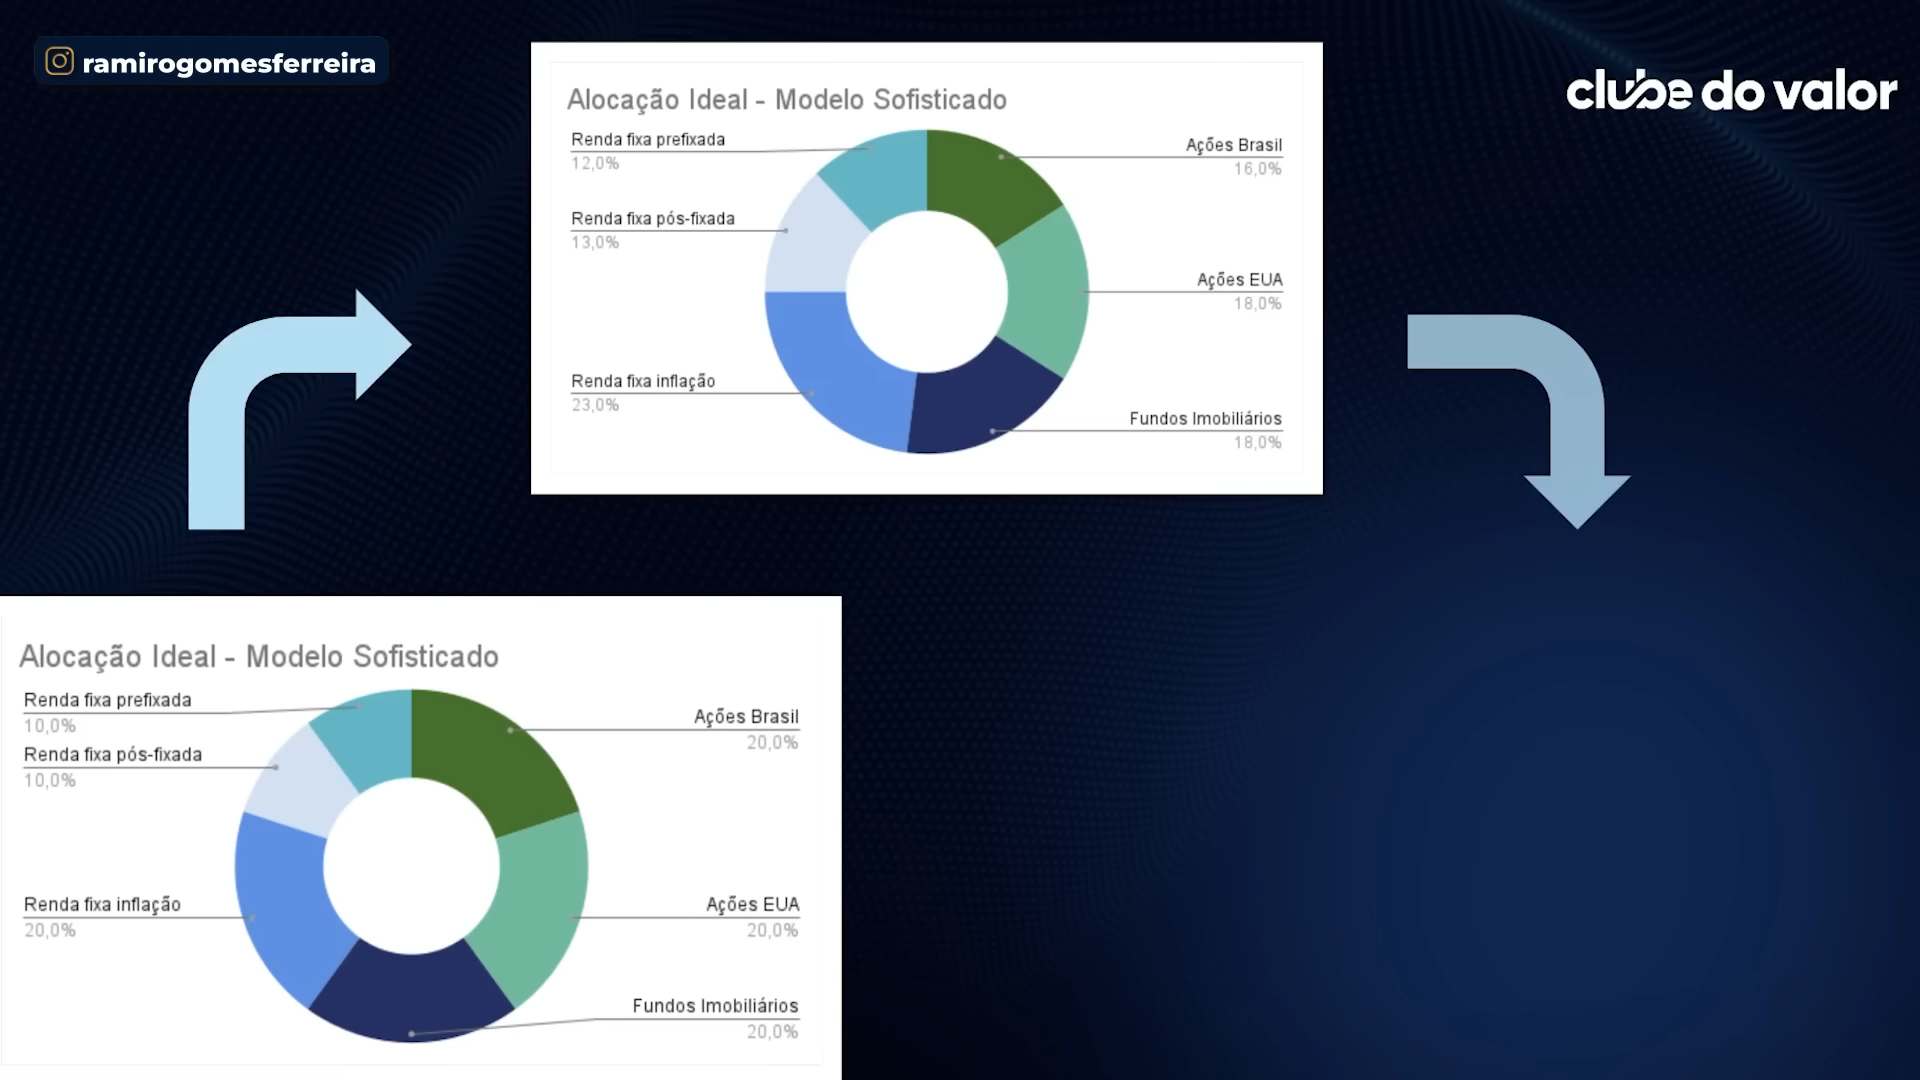 ramirogomesferreira
clube do valor
Alocação Ideal - Modelo Sofisticado
Renda fixa prefixada
12,0%
Renda fixa pós-fixada
13,0%
Renda fixa inflação
23,0%
Ações Brasil
16,0%
Ações EUA
18,0%
Fundos Imobiliários
18,0%
Alocação Ideal - Modelo Sofisticado
Renda fixa prefixada
10,0%
Renda fixa pós-fixada
10,0%
Renda fixa inflação
20,0%
Ações Brasil
20,0%
Ações EUA
20,0%
Fundos Imobiliários
20,0%